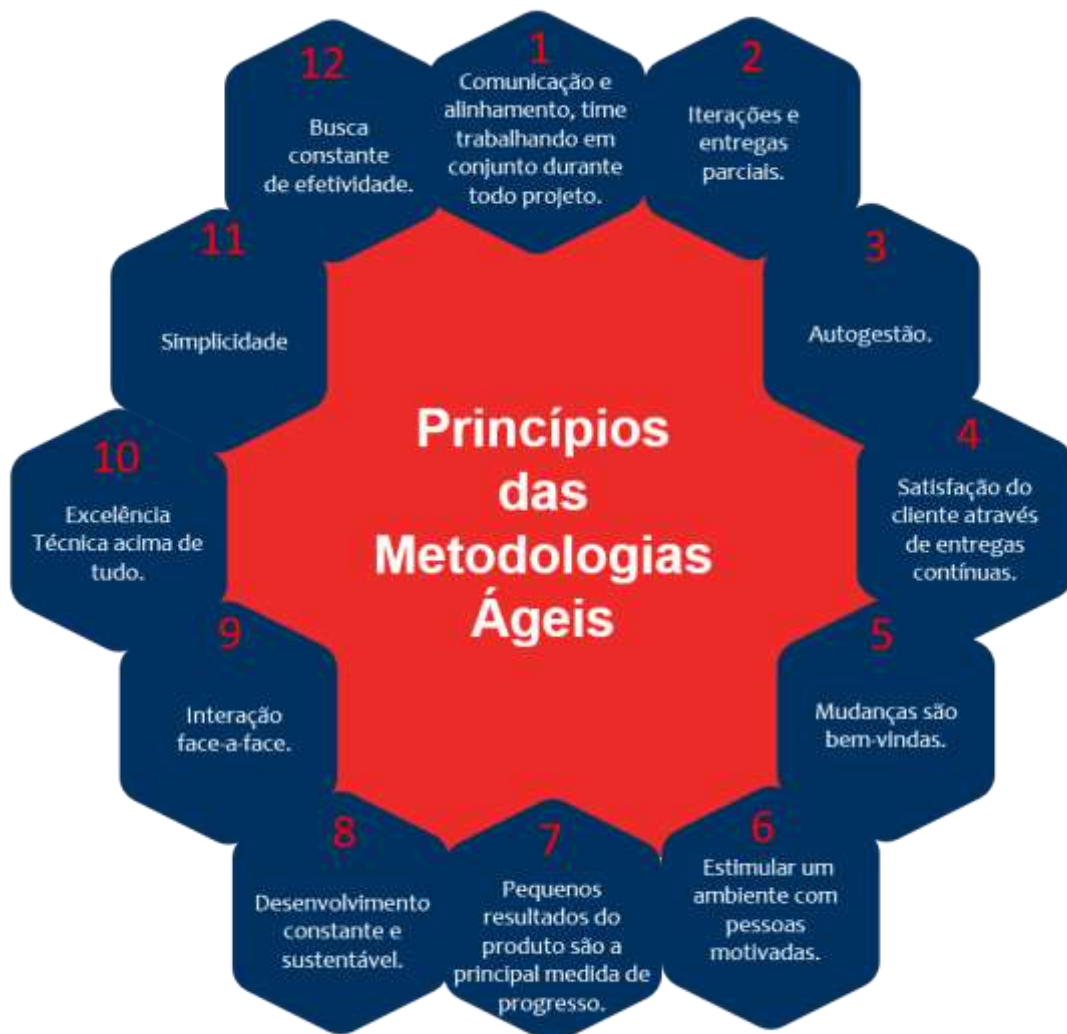 Princípios
das
Metodologias
Ágeis
1
Comunicação e
alinhamento, time
trabalhando em
conjunto durante
todo projeto.
2
Iterações e
entregas
parciais.
3
Autogestão.
4
Satisfação do
cliente através
de entregas
contínuas.
5
Mudanças são
bem-vindas.
6
Estimular um
ambiente com
pessoas
motivadas.
7
Pequenos
resultados do
produto são a
principal medida de
progresso.
8
Desenvolvimento
constante e
sustentável.
9
Interação
face-a-face.
10
Excelência
Técnica acima de
tudo.
11
Simplicidade
12
Busca
constante
de efetividade.